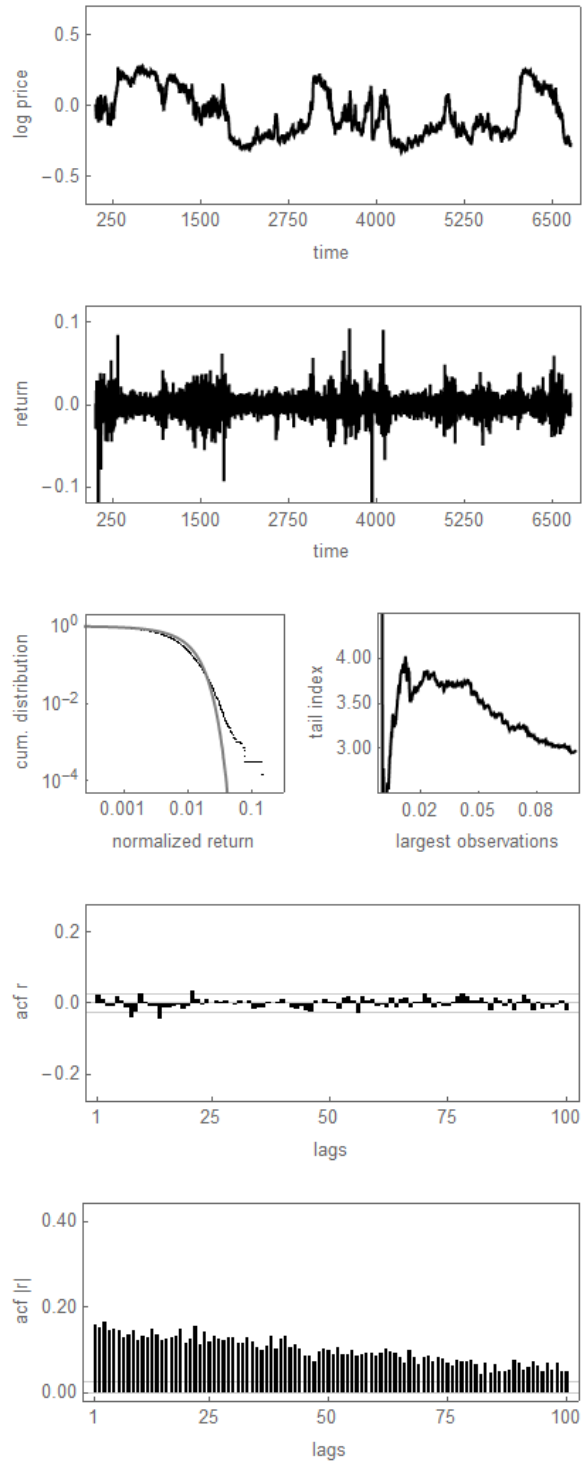 0.5
0.0
−0.5
log price
250 1500 2750 4000 5250 6500
time
0.1
0.0
−0.1
return
250 1500 2750 4000 5250 6500
time
10^0
10^−2
10^−4
cum. distribution
0.001 0.01 0.1
normalized return
4.00
3.50
3.00
tail index
0.02 0.05 0.08
largest observations
0.2
0.0
−0.2
acf r
1 25 50 75 100
lags
0.40
0.20
0.00
acf |r|
1 25 50 75 100
lags